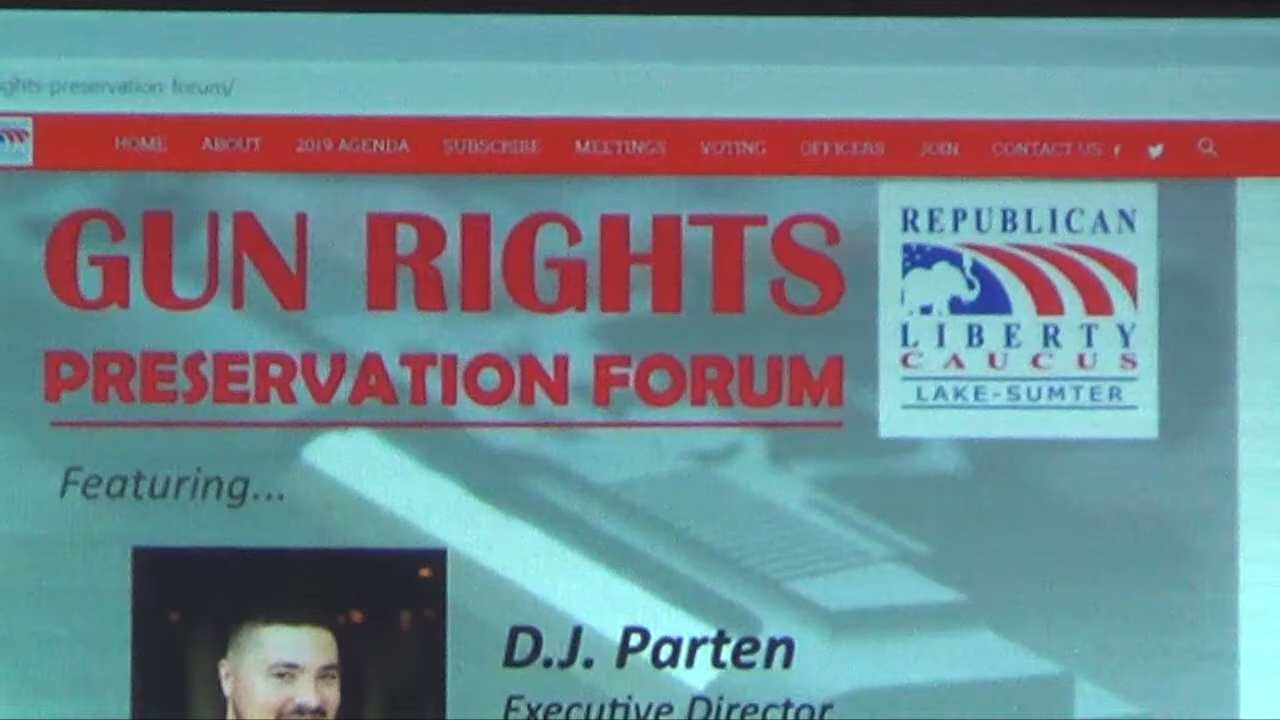 ights-preservation-forum/
HOME ABOUT 2019 AGENDA SUBSCRIBE MEETINGS VOTING OFFICERS JOIN CONTACT US
GUN RIGHTS
PRESERVATION FORUM
REPUBLICAN
LIBERTY
CAUCUS
LAKE-SUMTER
Featuring...
D.J. Parten
Executive Director